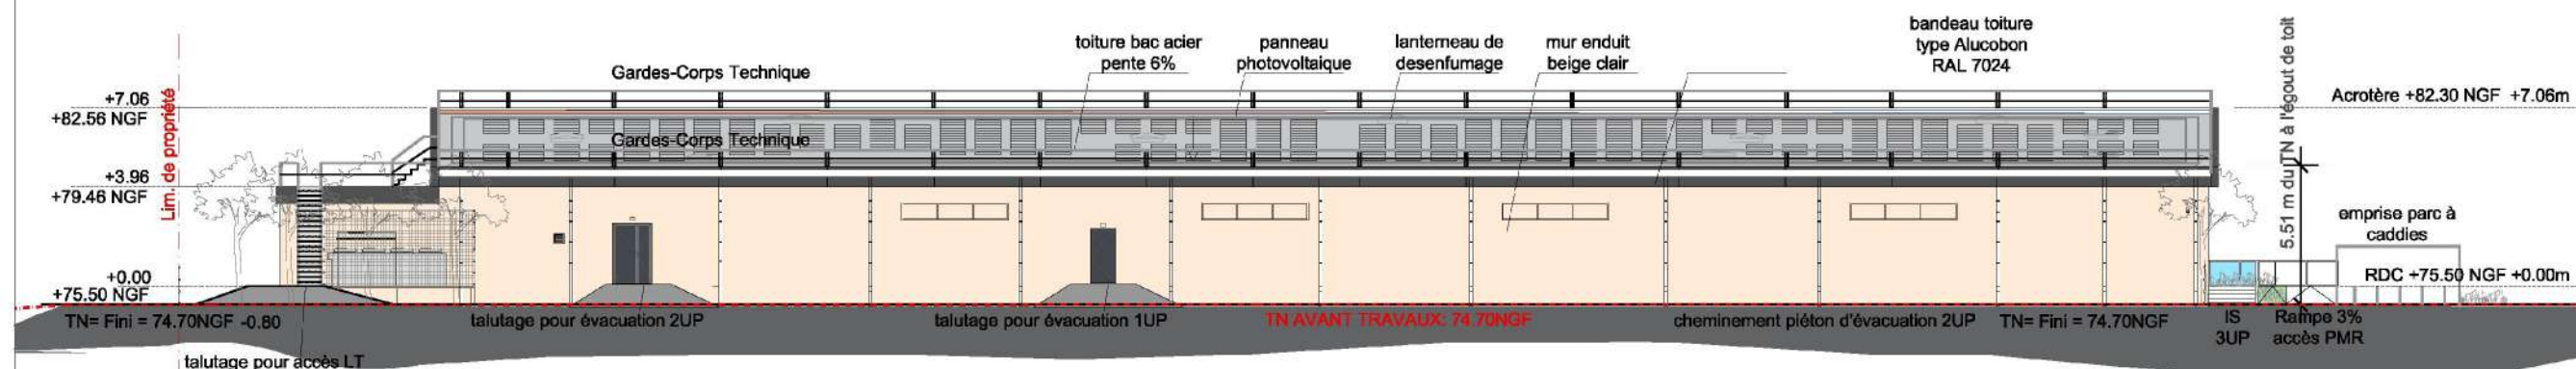 bandeau toiture
type Alucobon
RAL 7024
toiture bac acier
pente 6%
panneau
photovoltaique
lanterneau de
desenfumage
mur enduit
beige clair
Gardes-Corps Technique
Gardes-Corps Technique
+7.06
+82.56 NGF
Lim. de propriété
+3.96
+79.46 NGF
+0.00
+75.50 NGF
5.51 m du TN à l'égout de toit
Acrotère +82.30 NGF +7.06m
emprise parc à
caddies
RDC +75.50 NGF +0.00m
TN= Fini = 74.70NGF -0.80
talutage pour évacuation 2UP
talutage pour évacuation 1UP
TN AVANT TRAVAUX: 74.70NGF
cheminement piéton d'évacuation 2UP
TN= Fini = 74.70NGF
IS
3UP
Rampe 3%
accès PMR
talutage pour accès LT